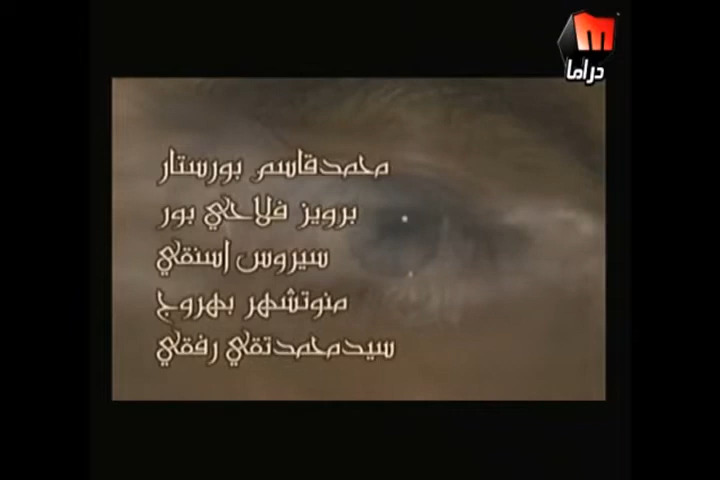 دراما
محمدقاسم بورستار
برويز فلاحي بور
سيروس اسنقي
منوتشهر بهروج
سيدمحمدتقي رفقي